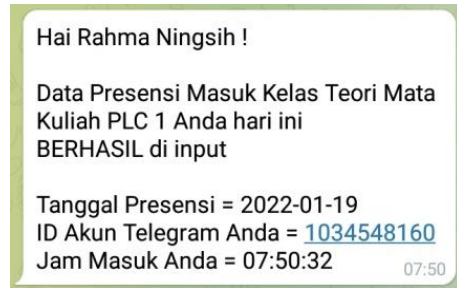 Hai Rahma Ningsih !
Data Presensi Masuk Kelas Teori Mata
Kuliah PLC 1 Anda hari ini
BERHASIL di input
Tanggal Presensi = 2022-01-19
ID Akun Telegram Anda = 1034548160
Jam Masuk Anda = 07:50:32
07:50